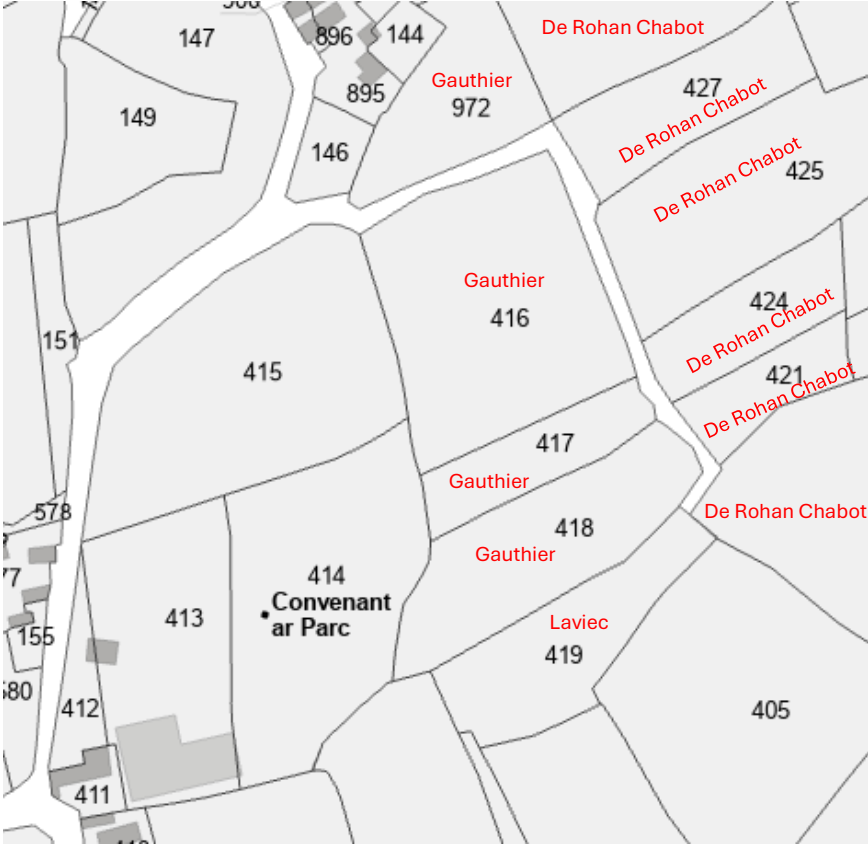 147
896
144
De Rohan Chabot
Gauthier
895
972
427
De Rohan Chabot
149
146
425
De Rohan Chabot
Gauthier
416
424
De Rohan Chabot
151
415
421
De Rohan Chabot
417
Gauthier
578
De Rohan Chabot
418
Gauthier
77
414
Convenant
ar Parc
413
155
Laviec
419
580
412
405
411